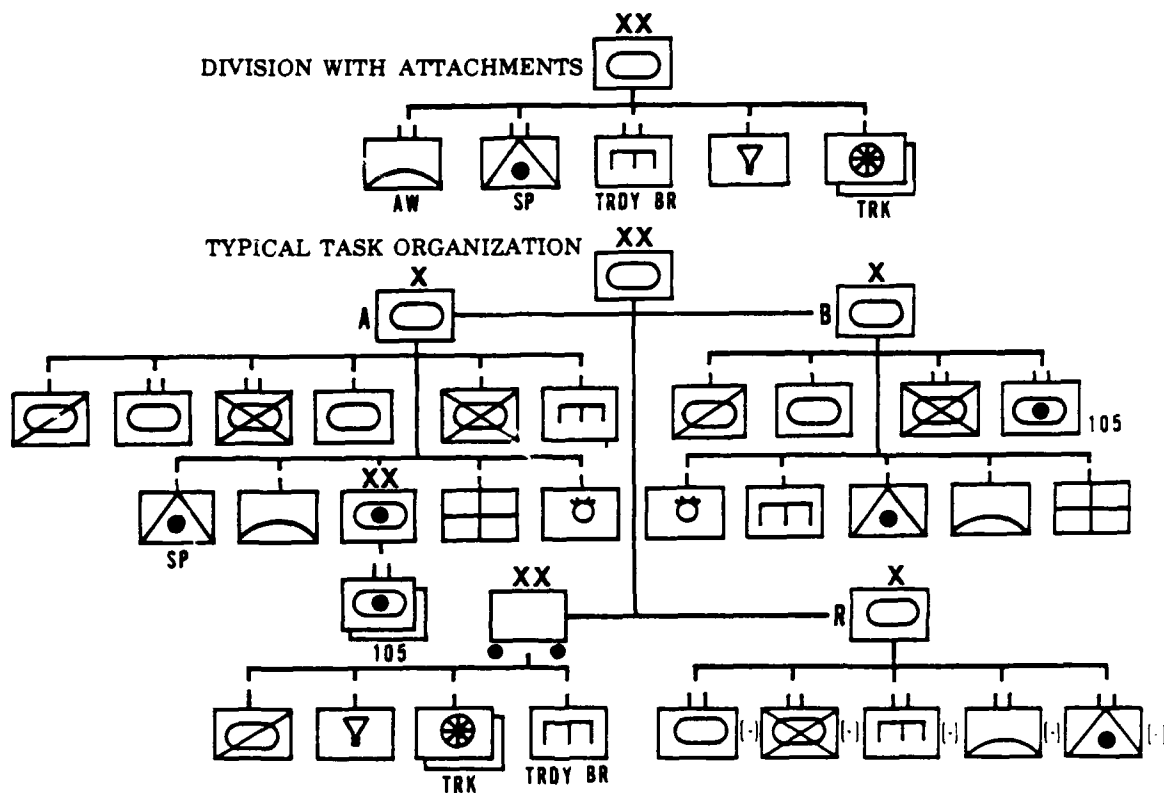 XX
DIVISION WITH ATTACHMENTS
AW SP TRDY BR TRK
XX
TYPICAL TASK ORGANIZATION
X X
A B
105
XX
SP
XX X
R
105
(-) (-) (-) (-) (-)
TRK TRDY BR